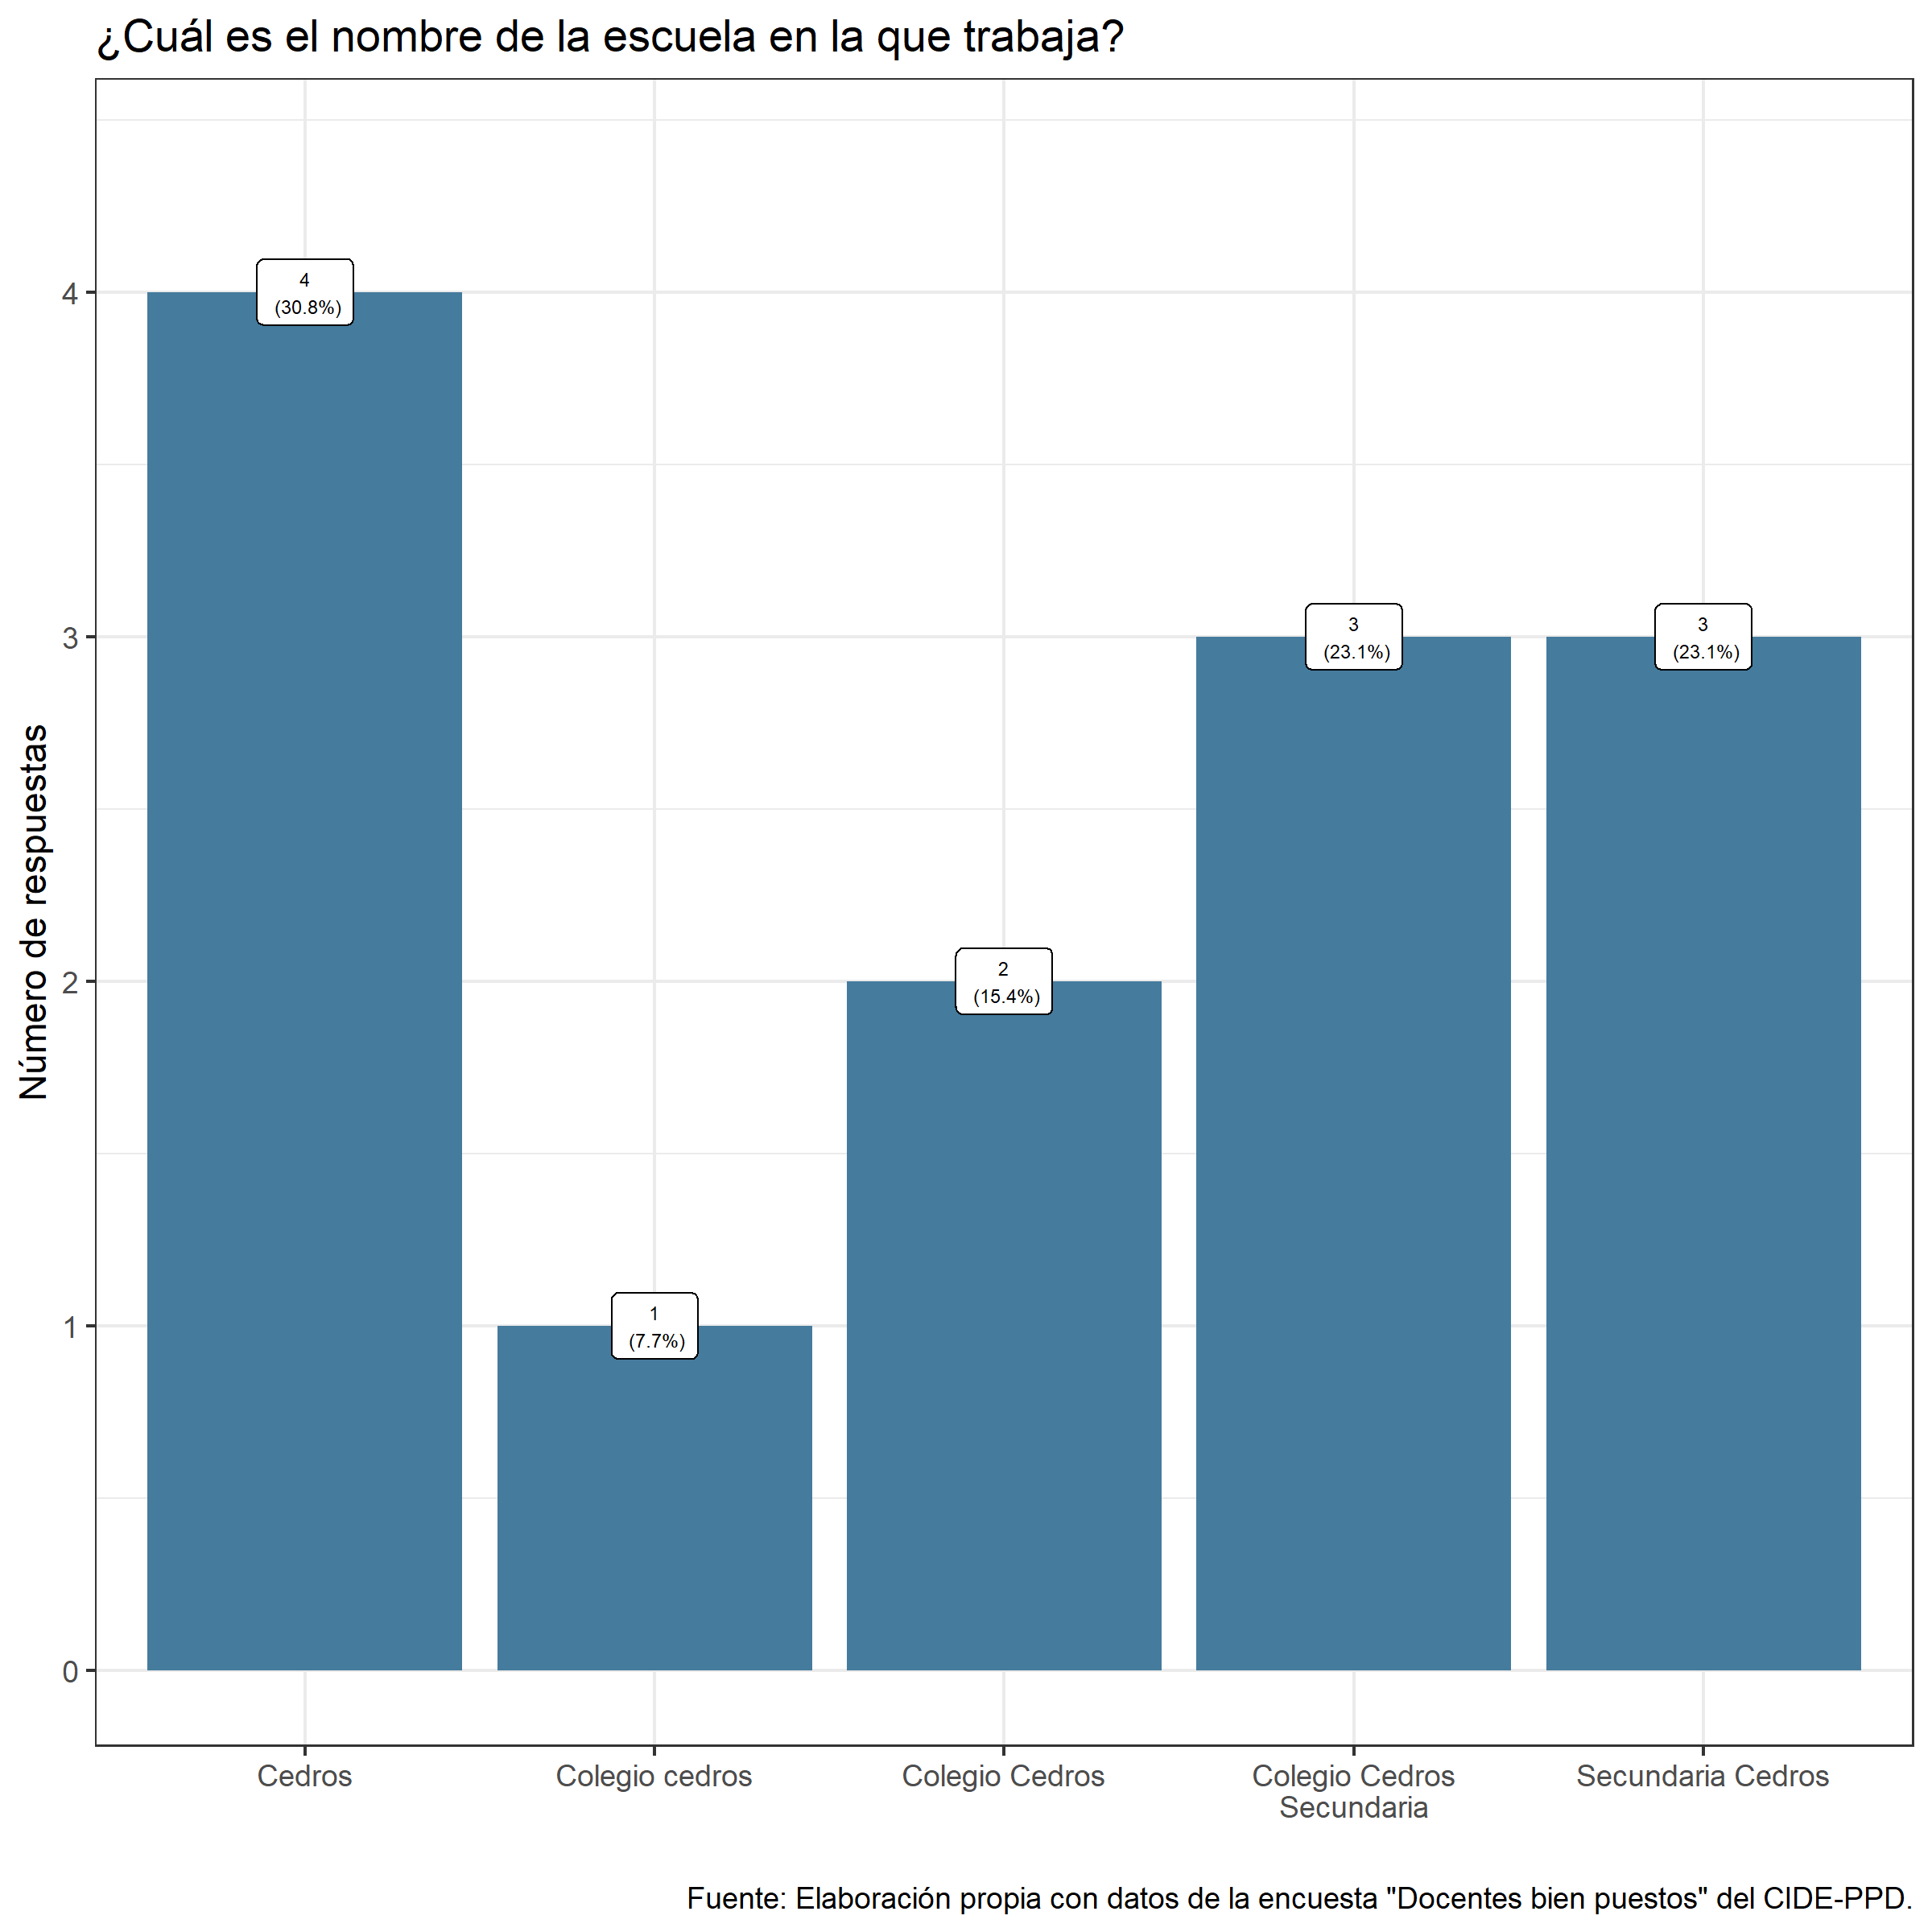 ¿Cuál es el nombre de la escuela en la que trabaja?
Número de respuestas
4
3
2
1
0
4
(30.8%)
1
(7.7%)
2
(15.4%)
3
(23.1%)
3
(23.1%)
Cedros
Colegio cedros
Colegio Cedros
Colegio Cedros
Secundaria
Secundaria Cedros
Fuente: Elaboración propia con datos de la encuesta "Docentes bien puestos" del CIDE-PPD.